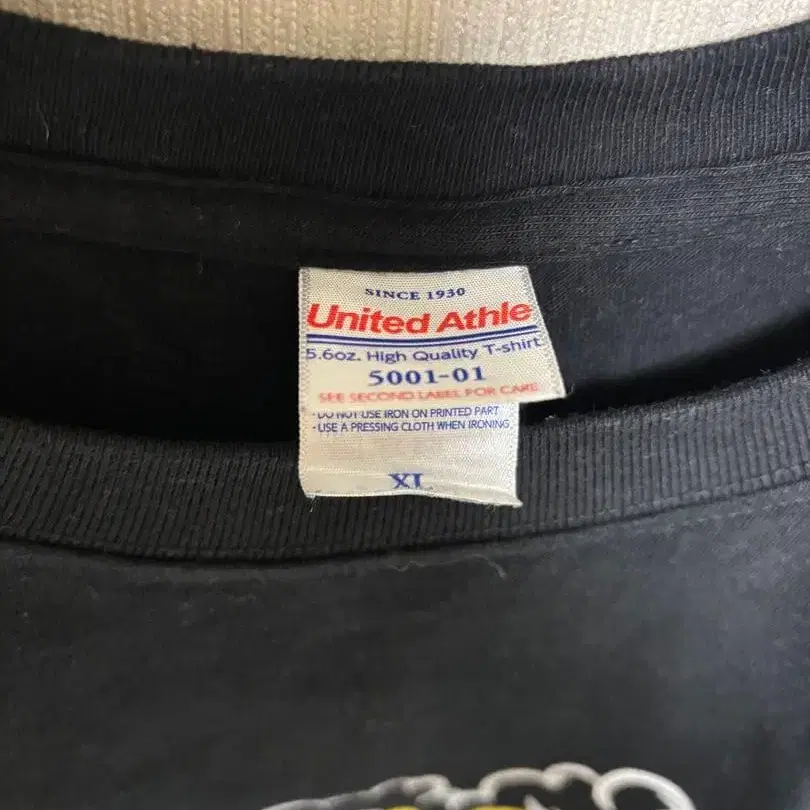 SINCE 1930
United Athle
5.6oz. High Quality T-shirt
5001-01
SEE SECOND LABEL FOR CARE
·DO NOT USE IRON ON PRINTED PART
·USE A PRESSING CLOTH WHEN IRONING
XL